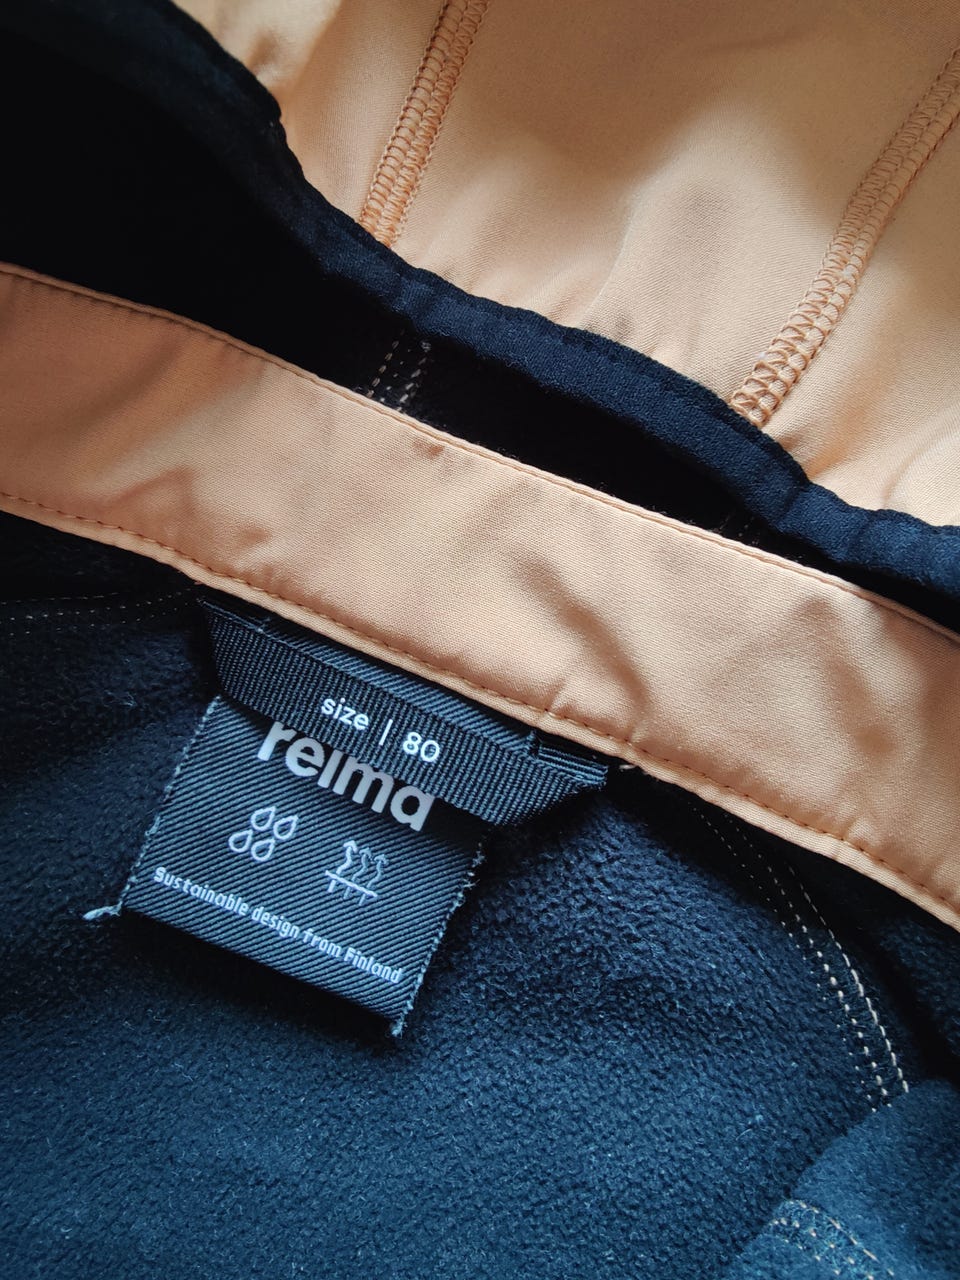 size | 80
reima
Sustainable design from Finland